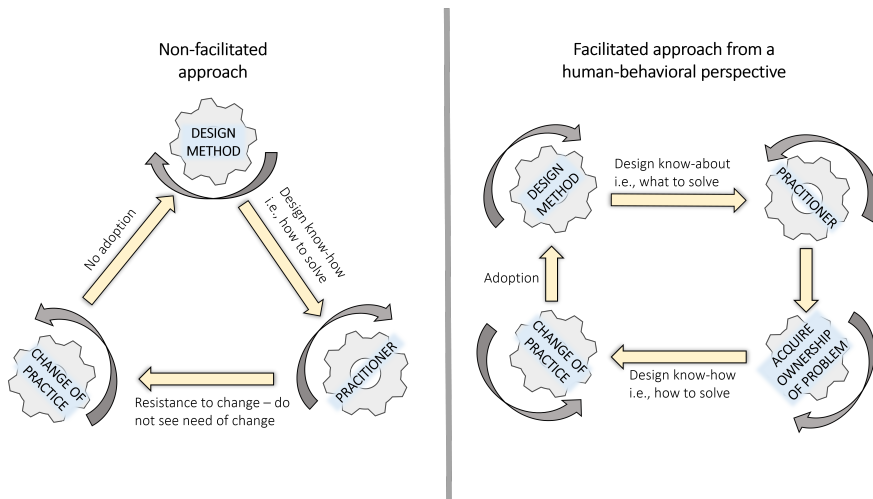 Non-facilitated
approach
DESIGN
METHOD
No adoption
Design know-how
i.e., how to solve
CHANGE OF
PRACTICE
PRACITIONER
Resistance to change – do
not see need of change
Facilitated approach from a
human-behavioral perspective
DESIGN
METHOD
Design know-about
i.e., what to solve
PRACTITIONER
Adoption
CHANGE OF
PRACTICE
Design know-how
i.e., how to solve
ACQUIRE
OWNERSHIP
OF PROBLEM